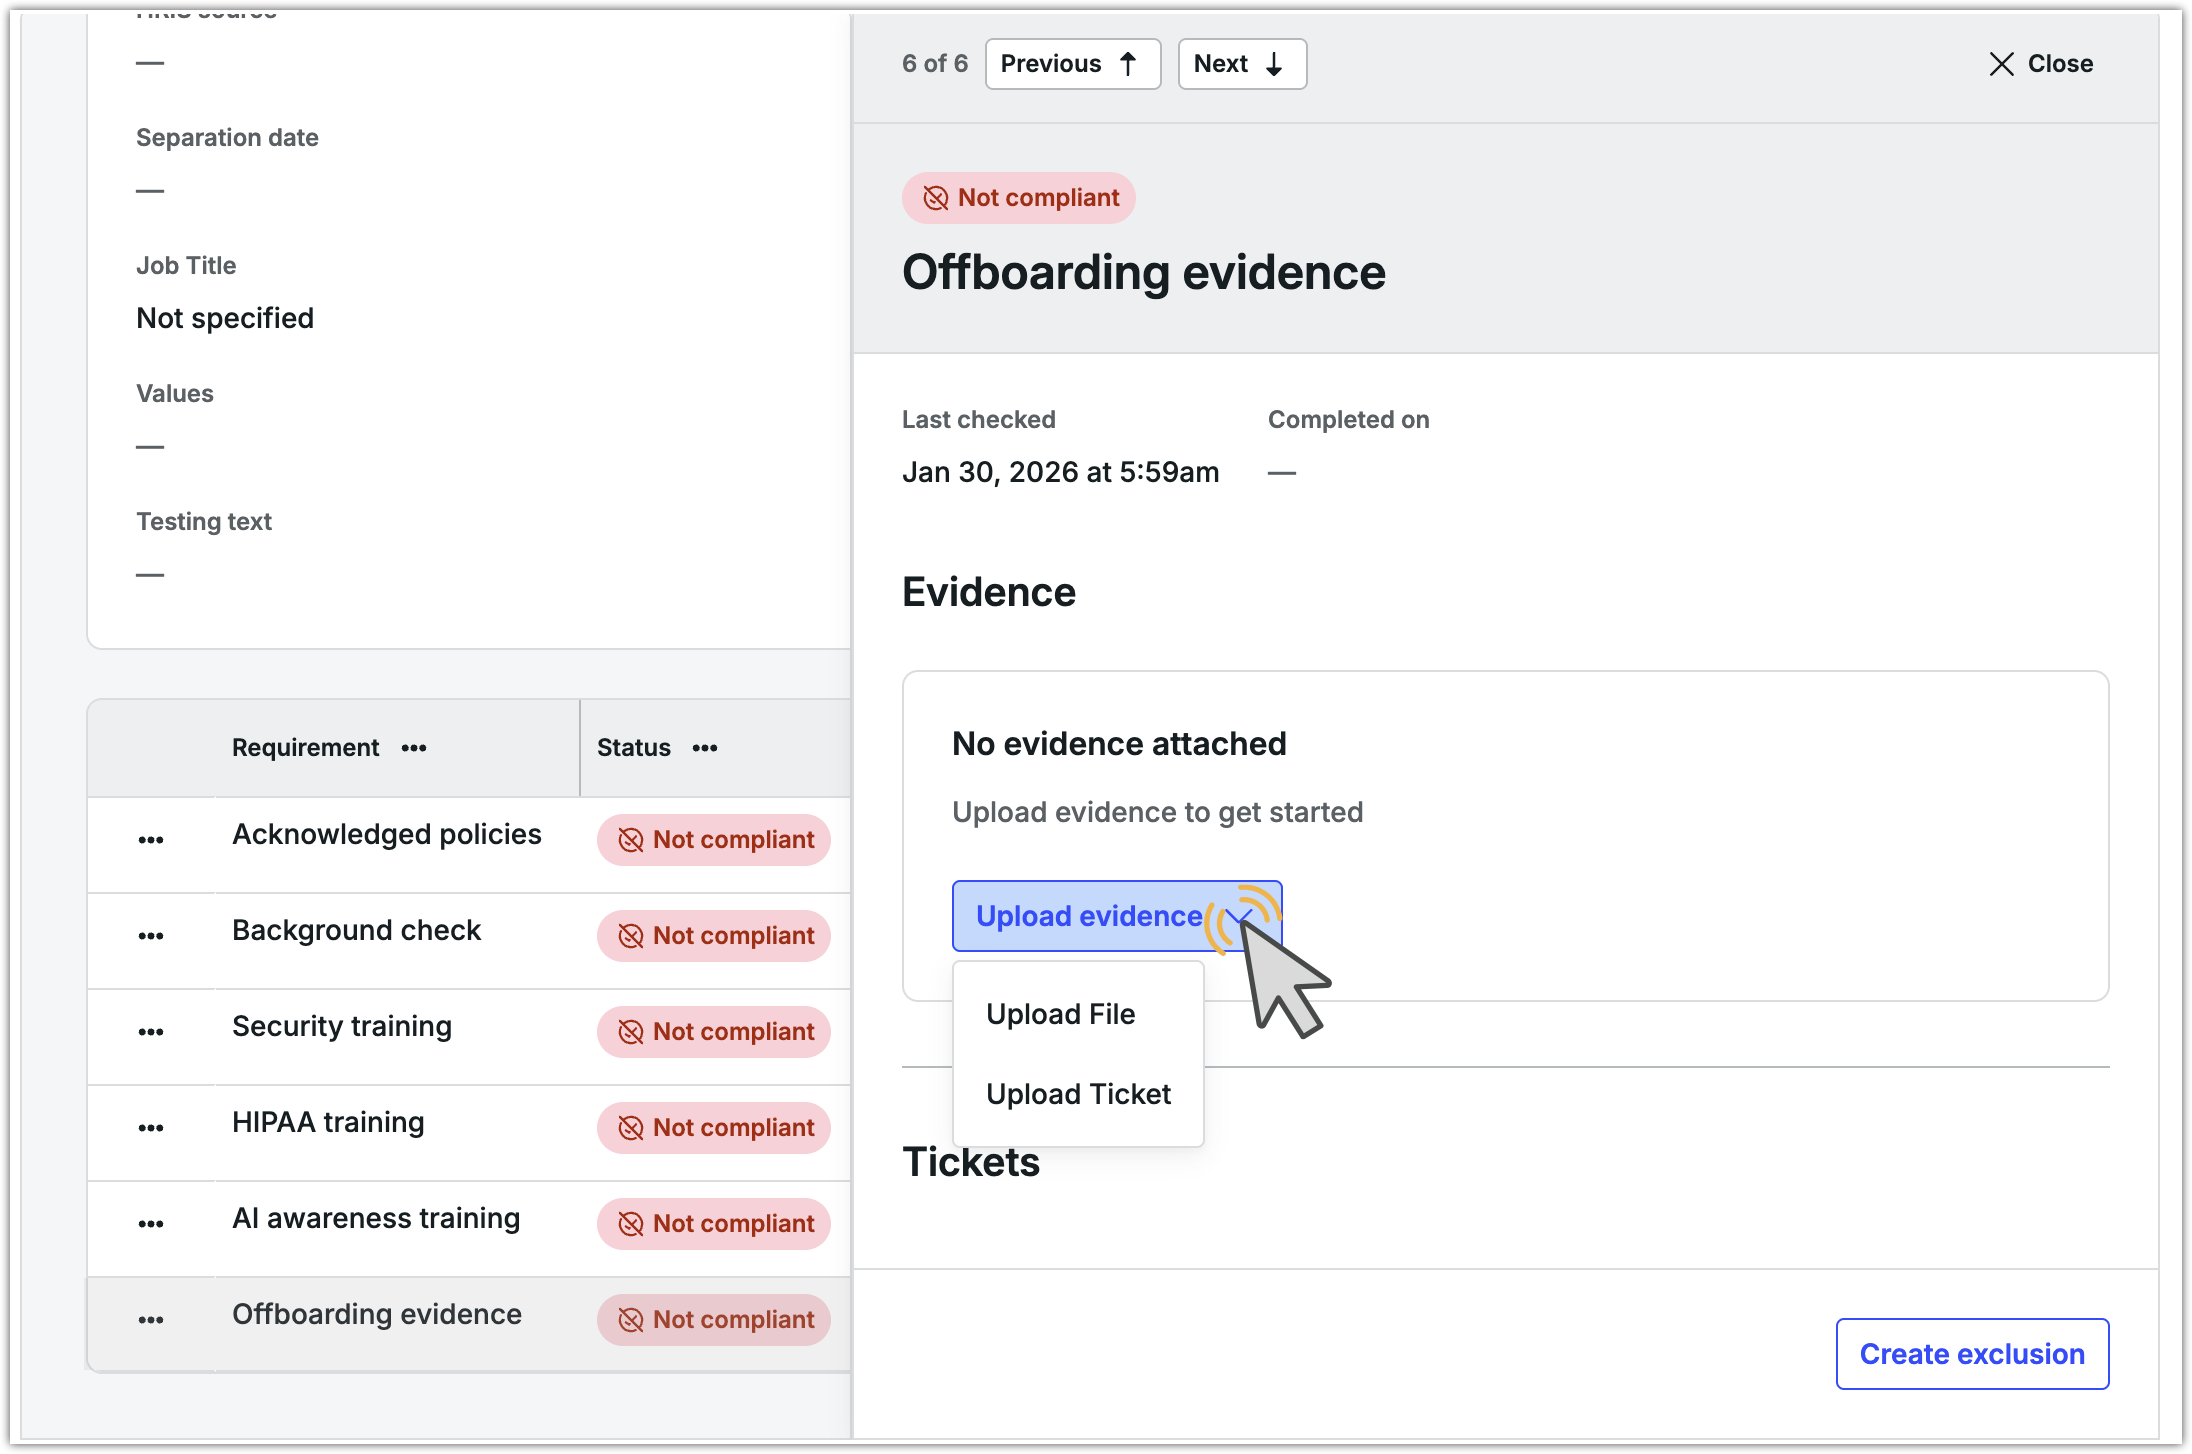 —
Separation date
—
Job Title
Not specified
Values
—
Testing text
—
Requirement •••
Status •••
••• Acknowledged policies Not compliant
••• Background check Not compliant
••• Security training Not compliant
••• HIPAA training Not compliant
••• AI awareness training Not compliant
••• Offboarding evidence Not compliant
6 of 6 Previous ↑ Next ↓ Close
Not compliant
Offboarding evidence
Last checked Completed on
Jan 30, 2026 at 5:59am —
Evidence
No evidence attached
Upload evidence to get started
Upload evidence
Upload File
Upload Ticket
Tickets
Create exclusion